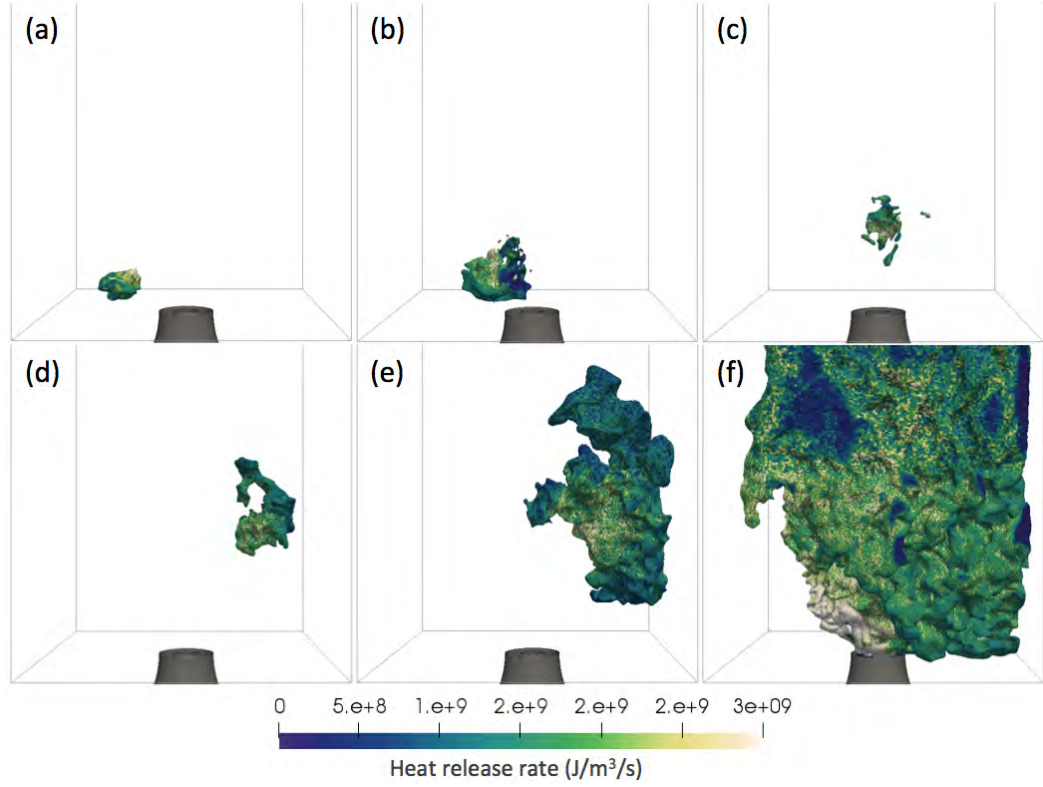 (a) (b) (c)
(d) (e) (f)
0 5.e+8 1.e+9 2.e+9 2.e+9 2.e+9 3e+09
Heat release rate (J/m³/s)